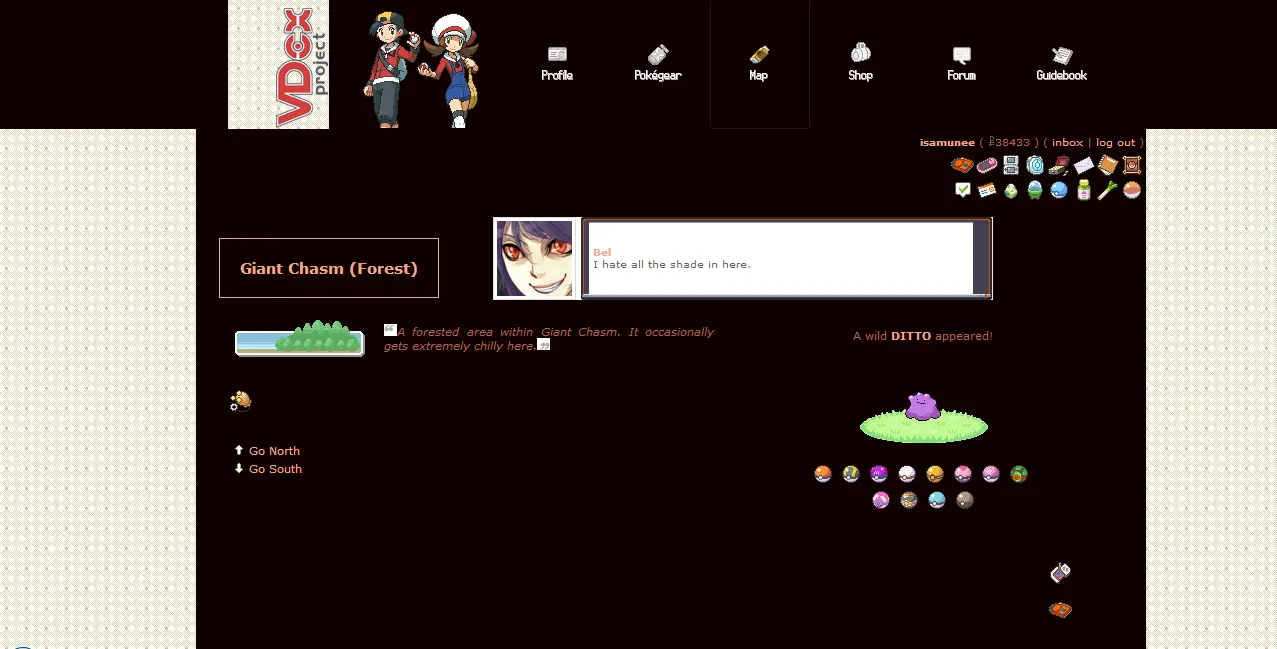 VDex project
Profile
Pokégear
Map
Shop
Forum
Guidebook
isamunee ( 38433 ) ( inbox | log out )
Giant Chasm (Forest)
Bel
I hate all the shade in here.
“A forested area within Giant Chasm. It occasionally
gets extremely chilly here.”
A wild DITTO appeared!
Go North
Go South